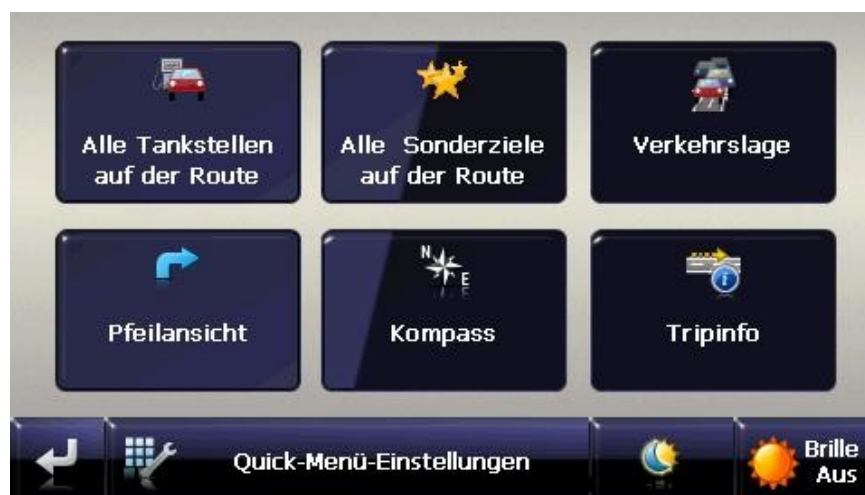 Alle Tankstellen
auf der Route
Alle Sonderziele
auf der Route
Verkehrslage
Pfeilansicht
N
E
Kompass
Tripinfo
Quick-Menü-Einstellungen
Brille
Aus